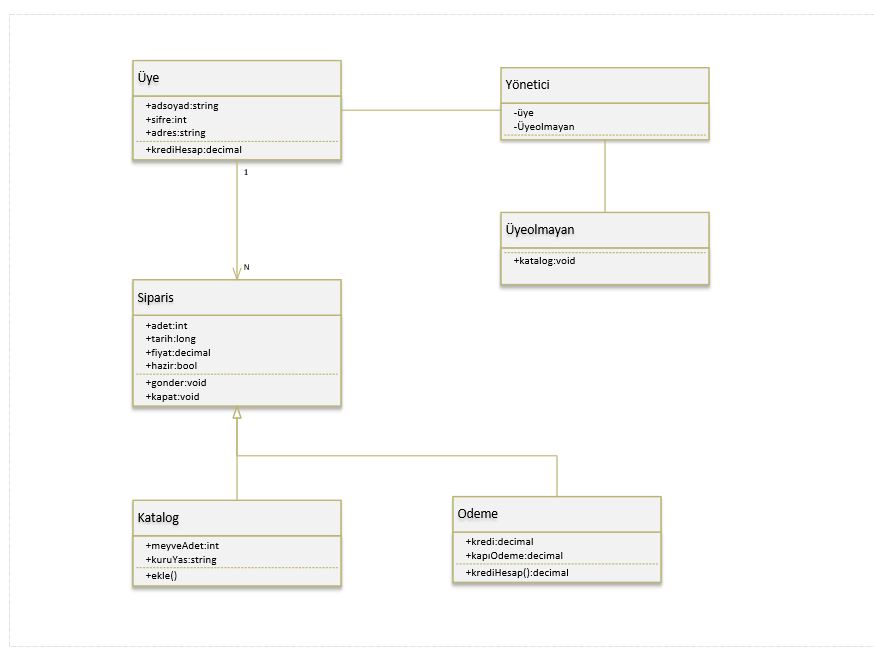 Üye
+adsoyad:string
+sifre:int
+adres:string
+krediHesap:decimal
Yönetici
-üye
-Üyeolmayan
Üyeolmayan
+katalog:void
1
N
Siparis
+adet:int
+tarih:long
+fiyat:decimal
+hazir:bool
+gonder:void
+kapat:void
Katalog
+meyveAdet:int
+kuruYas:string
+ekle()
Odeme
+kredi:decimal
+kapıOdeme:decimal
+krediHesap():decimal